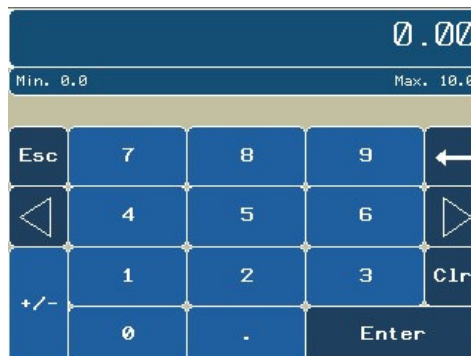 0.00
Min. 0.0 Max. 10.0
Esc 7 8 9
4 5 6
1 2 3 Clr
+/-
0 . Enter